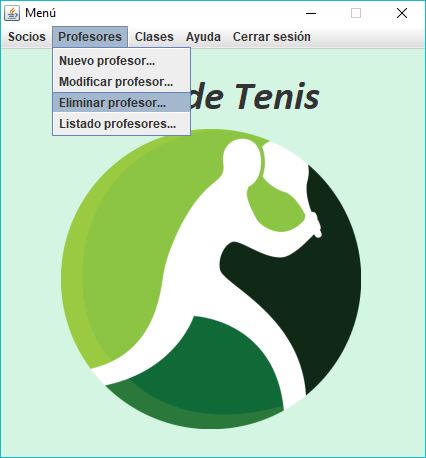 Menú
Socios Profesores Clases Ayuda Cerrar sesión
Nuevo profesor...
Modificar profesor...
de Tenis
Eliminar profesor...
Listado profesores...